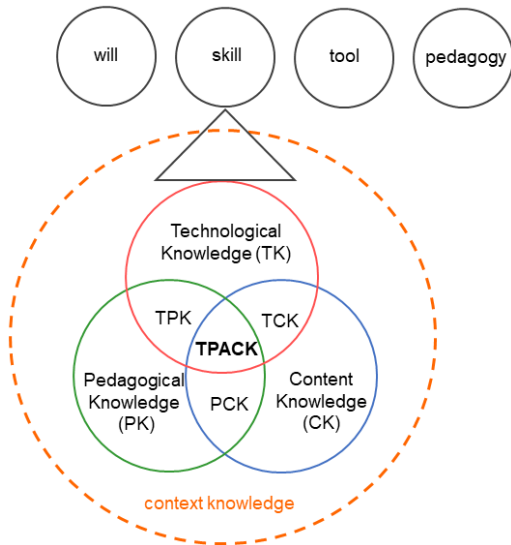 will
skill
tool
pedagogy
Technological
Knowledge (TK)
TPK
TCK
TPACK
Pedagogical
Knowledge
(PK)
PCK
Content
Knowledge
(CK)
context knowledge